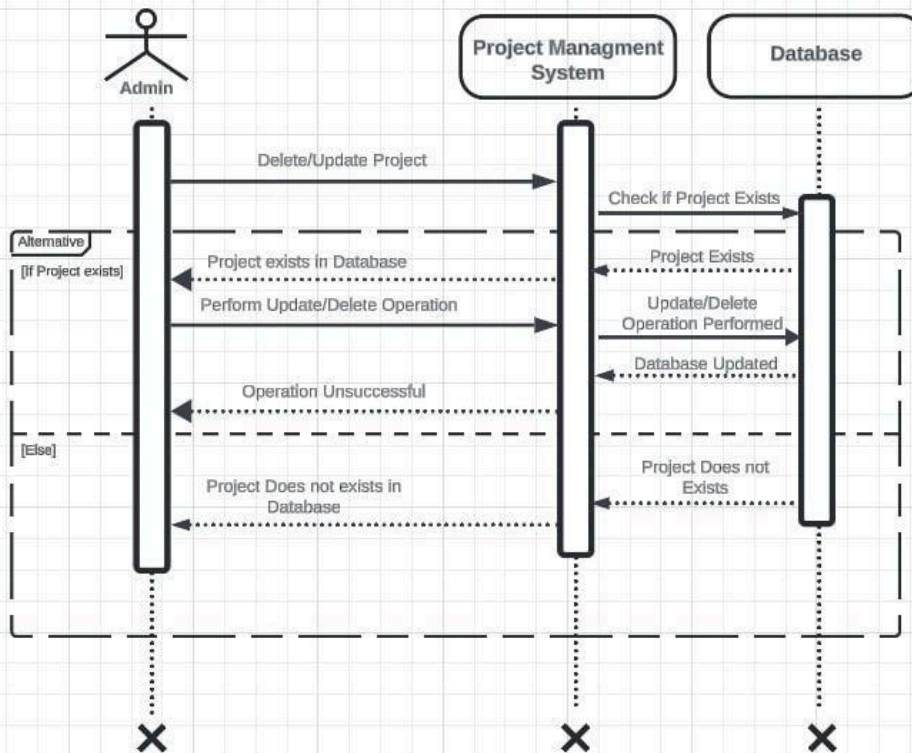 Admin
Project Managment
System
Database
Delete/Update Project
Check if Project Exists
Alternative
[If Project exists]
Project exists in Database
Project Exists
Perform Update/Delete Operation
Update/Delete
Operation Performed
Database Updated
Operation Unsuccessful
[Else]
Project Does not
Exists
Project Does not exists in
Database